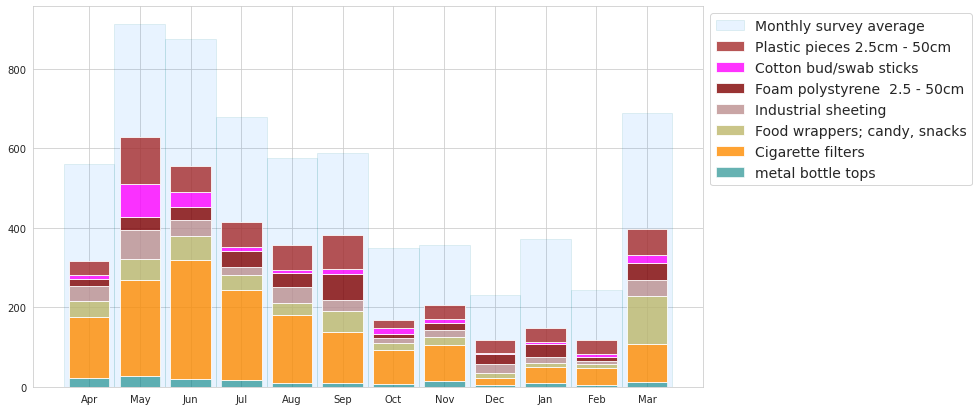 800
600
400
200
0
Apr May Jun Jul Aug Sep Oct Nov Dec Jan Feb Mar
Monthly survey average
Plastic pieces 2.5cm - 50cm
Cotton bud/swab sticks
Foam polystyrene  2.5 - 50cm
Industrial sheeting
Food wrappers; candy, snacks
Cigarette filters
metal bottle tops